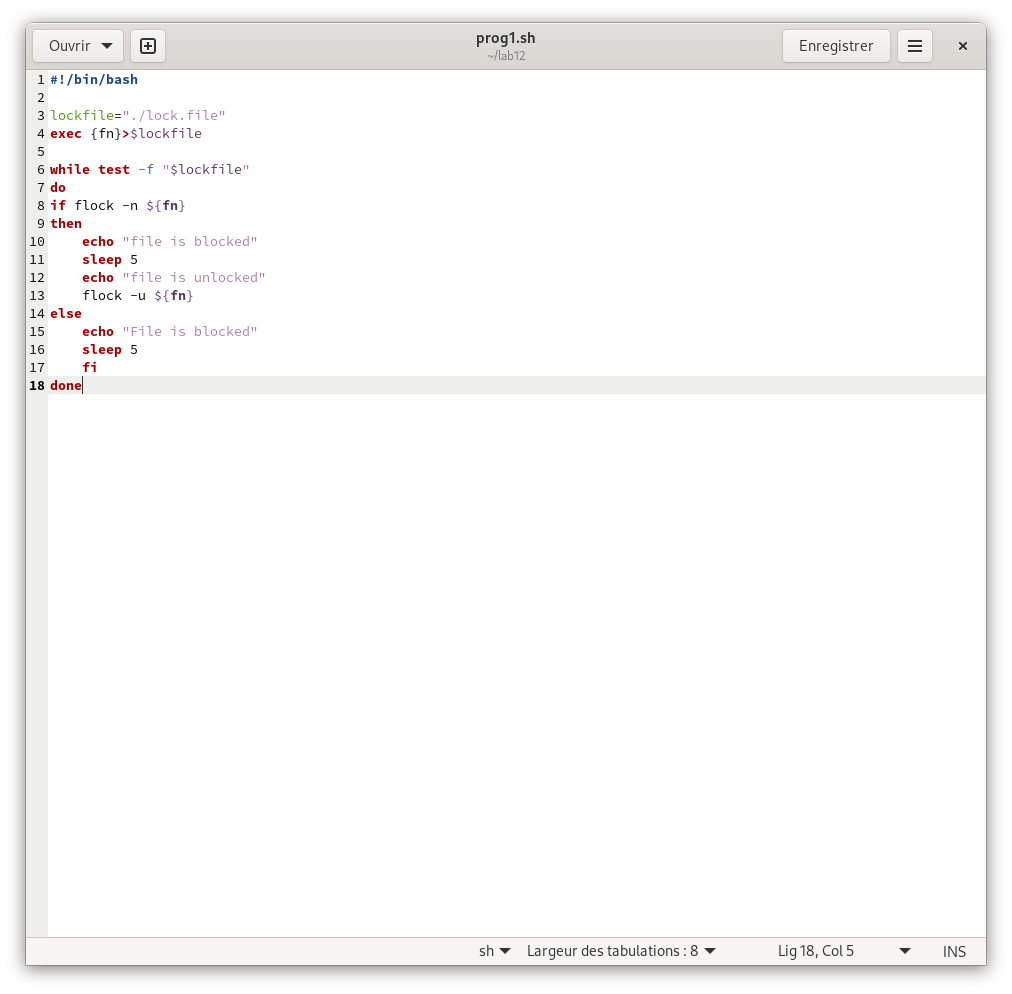 Ouvrir
prog1.sh
~/lab12
Enregistrer
1 #!/bin/bash
2
3 lockfile="./lock.file"
4 exec {fn}>$lockfile
5
6 while test -f "$lockfile"
7 do
8 if flock -n ${fn}
9 then
10     echo "file is blocked"
11     sleep 5
12     echo "file is unlocked"
13     flock -u ${fn}
14 else
15     echo "File is blocked"
16     sleep 5
17     fi
18 done
sh Largeur des tabulations : 8 Lig 18, Col 5 INS